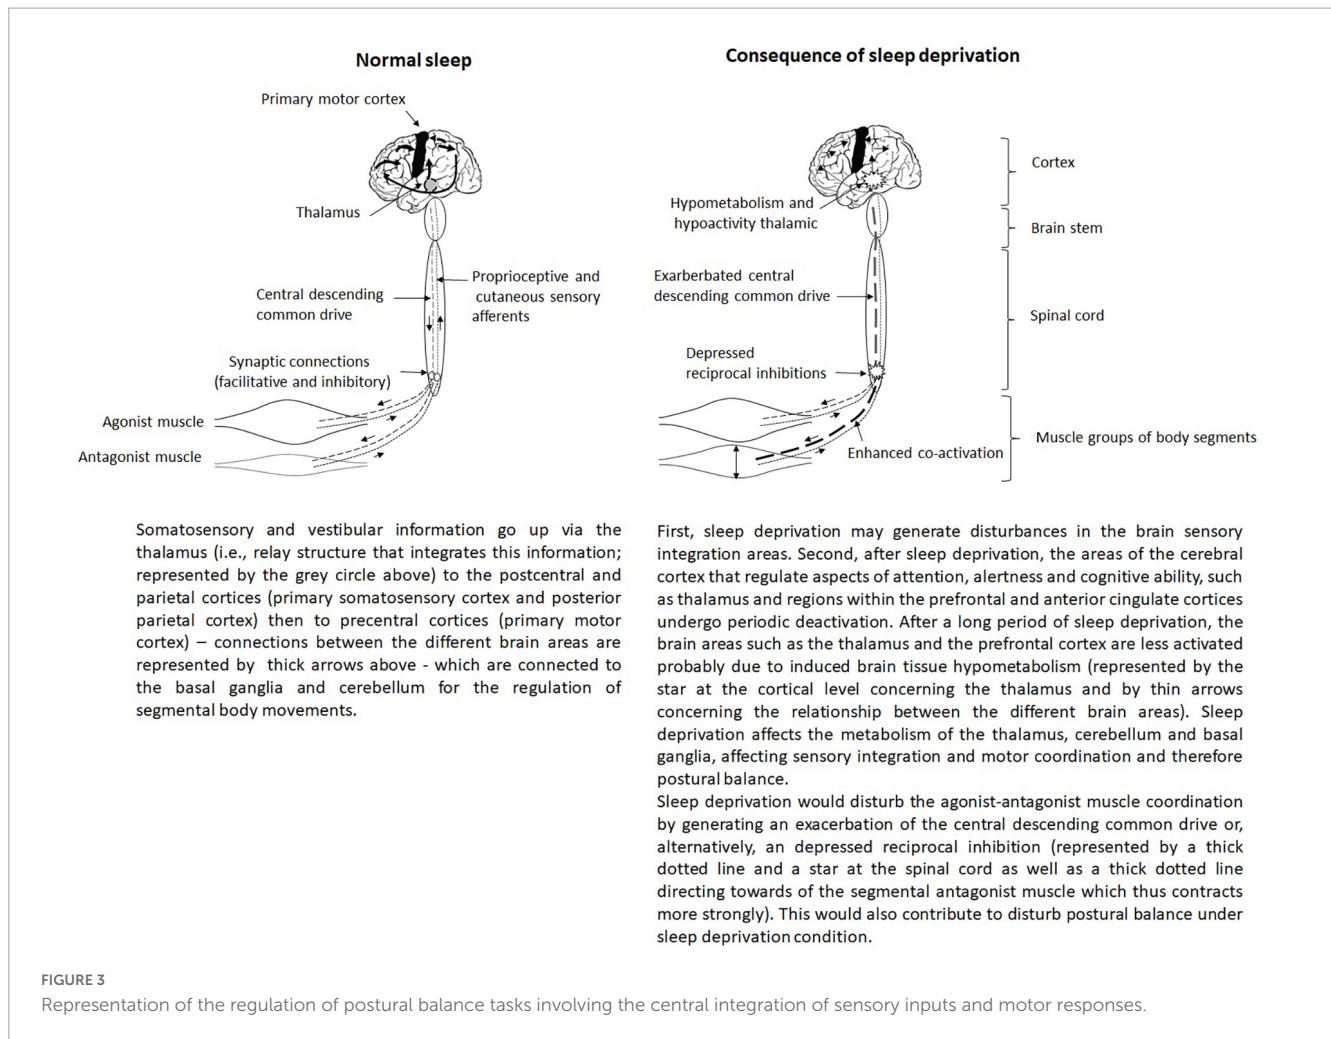 Normal sleep
Primary motor cortex
Thalamus
Central descending
common drive
Proprioceptive and
cutaneous sensory
afferents
Synaptic connections
(facilitative and inhibitory)
Agonist muscle
Antagonist muscle
Somatosensory and vestibular information go up via the
thalamus (i.e., relay structure that integrates this information;
represented by the grey circle above) to the postcentral and
parietal cortices (primary somatosensory cortex and posterior
parietal cortex) then to precentral cortices (primary motor
cortex) – connections between the different brain areas are
represented by thick arrows above - which are connected to
the basal ganglia and cerebellum for the regulation of
segmental body movements.
Consequence of sleep deprivation
Cortex
Hypometabolism and
hypoactivity thalamic
Brain stem
Exarberbated central
descending common drive
Spinal cord
Depressed
reciprocal inhibitions
Muscle groups of body segments
Enhanced co-activation
First, sleep deprivation may generate disturbances in the brain sensory
integration areas. Second, after sleep deprivation, the areas of the cerebral
cortex that regulate aspects of attention, alertness and cognitive ability, such
as thalamus and regions within the prefrontal and anterior cingulate cortices
undergo periodic deactivation. After a long period of sleep deprivation, the
brain areas such as the thalamus and the prefrontal cortex are less activated
probably due to induced brain tissue hypometabolism (represented by the
star at the cortical level concerning the thalamus and by thin arrows
concerning the relationship between the different brain areas). Sleep
deprivation affects the metabolism of the thalamus, cerebellum and basal
ganglia, affecting sensory integration and motor coordination and therefore
postural balance.
Sleep deprivation would disturb the agonist-antagonist muscle coordination
by generating an exacerbation of the central descending common drive or,
alternatively, an depressed reciprocal inhibition (represented by a thick
dotted line and a star at the spinal cord as well as a thick dotted line
directing towards of the segmental antagonist muscle which thus contracts
more strongly). This would also contribute to disturb postural balance under
sleep deprivation condition.
FIGURE 3
Representation of the regulation of postural balance tasks involving the central integration of sensory inputs and motor responses.